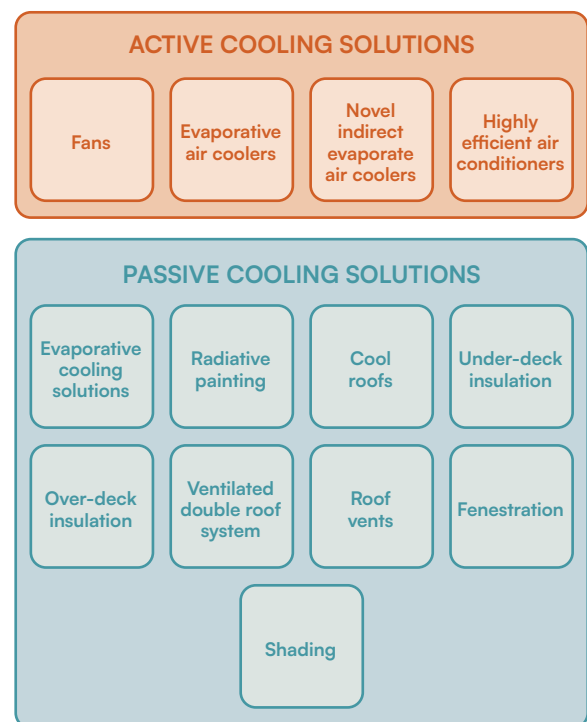 ACTIVE COOLING SOLUTIONS
Fans
Evaporative
air coolers
Novel
indirect
evaporate
air coolers
Highly
efficient air
conditioners
PASSIVE COOLING SOLUTIONS
Evaporative
cooling
solutions
Radiative
painting
Cool
roofs
Under-deck
insulation
Over-deck
insulation
Ventilated
double roof
system
Roof
vents
Fenestration
Shading